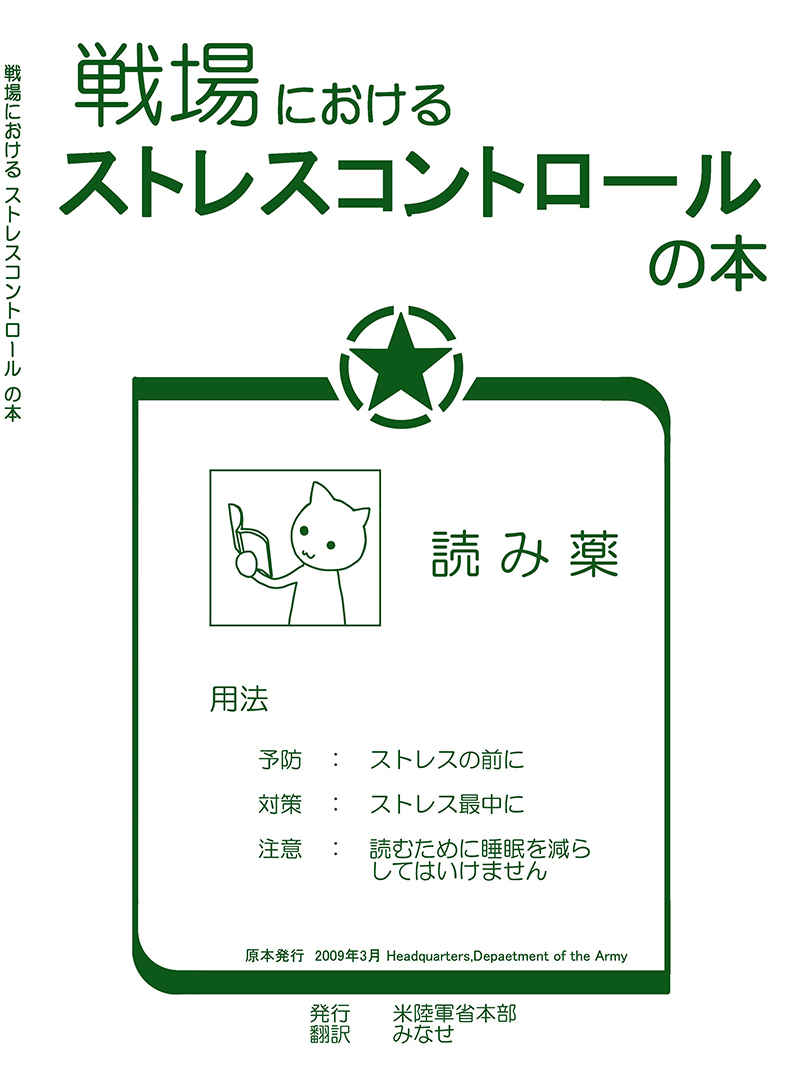 戦場における ストレスコントロール の本
戦場における
ストレスコントロール
の本
読み薬
用法
予防 : ストレスの前に
対策 : ストレス最中に
注意 : 読むために睡眠を減ら
してはいけません
原本発行 2009年3月 Headquarters,Depaetment of the Army
発行 米陸軍省本部
翻訳 みなせ